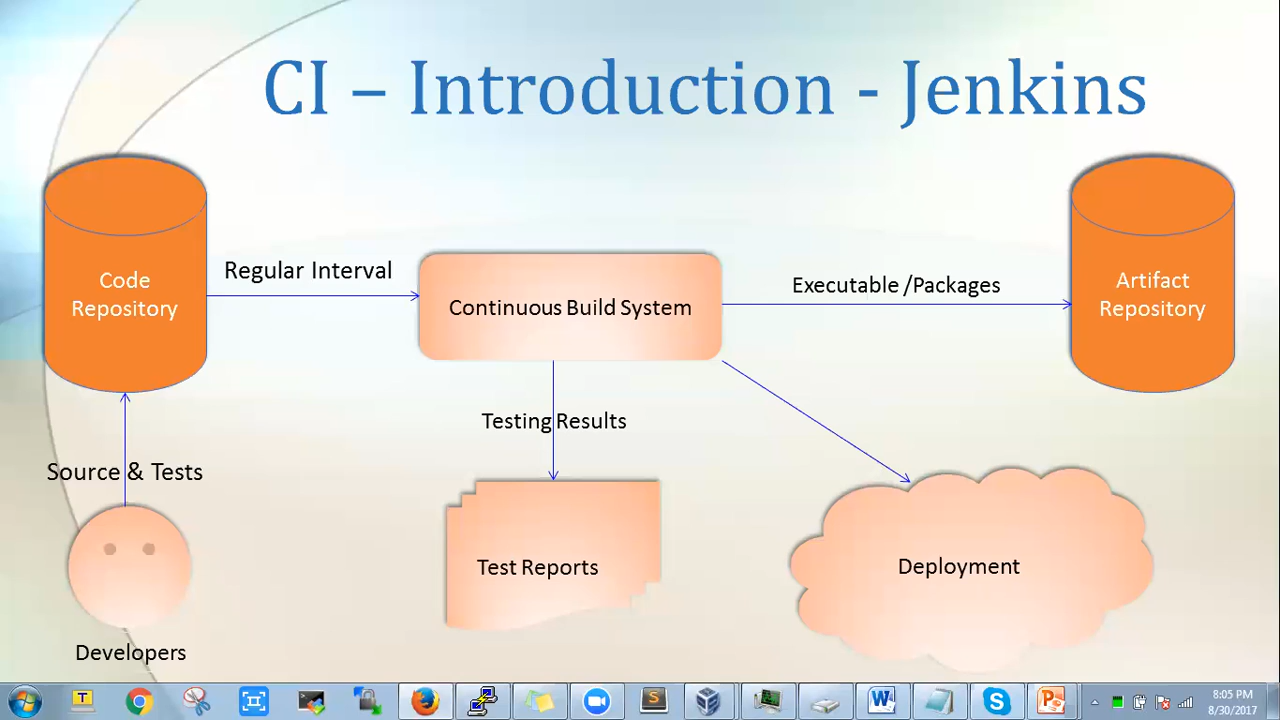 CI – Introduction - Jenkins
Code
Repository
Regular Interval
Continuous Build System
Executable /Packages
Artifact
Repository
Testing Results
Source & Tests
Test Reports
Deployment
Developers
T
S
W
S
P
8:05 PM
8/30/2017